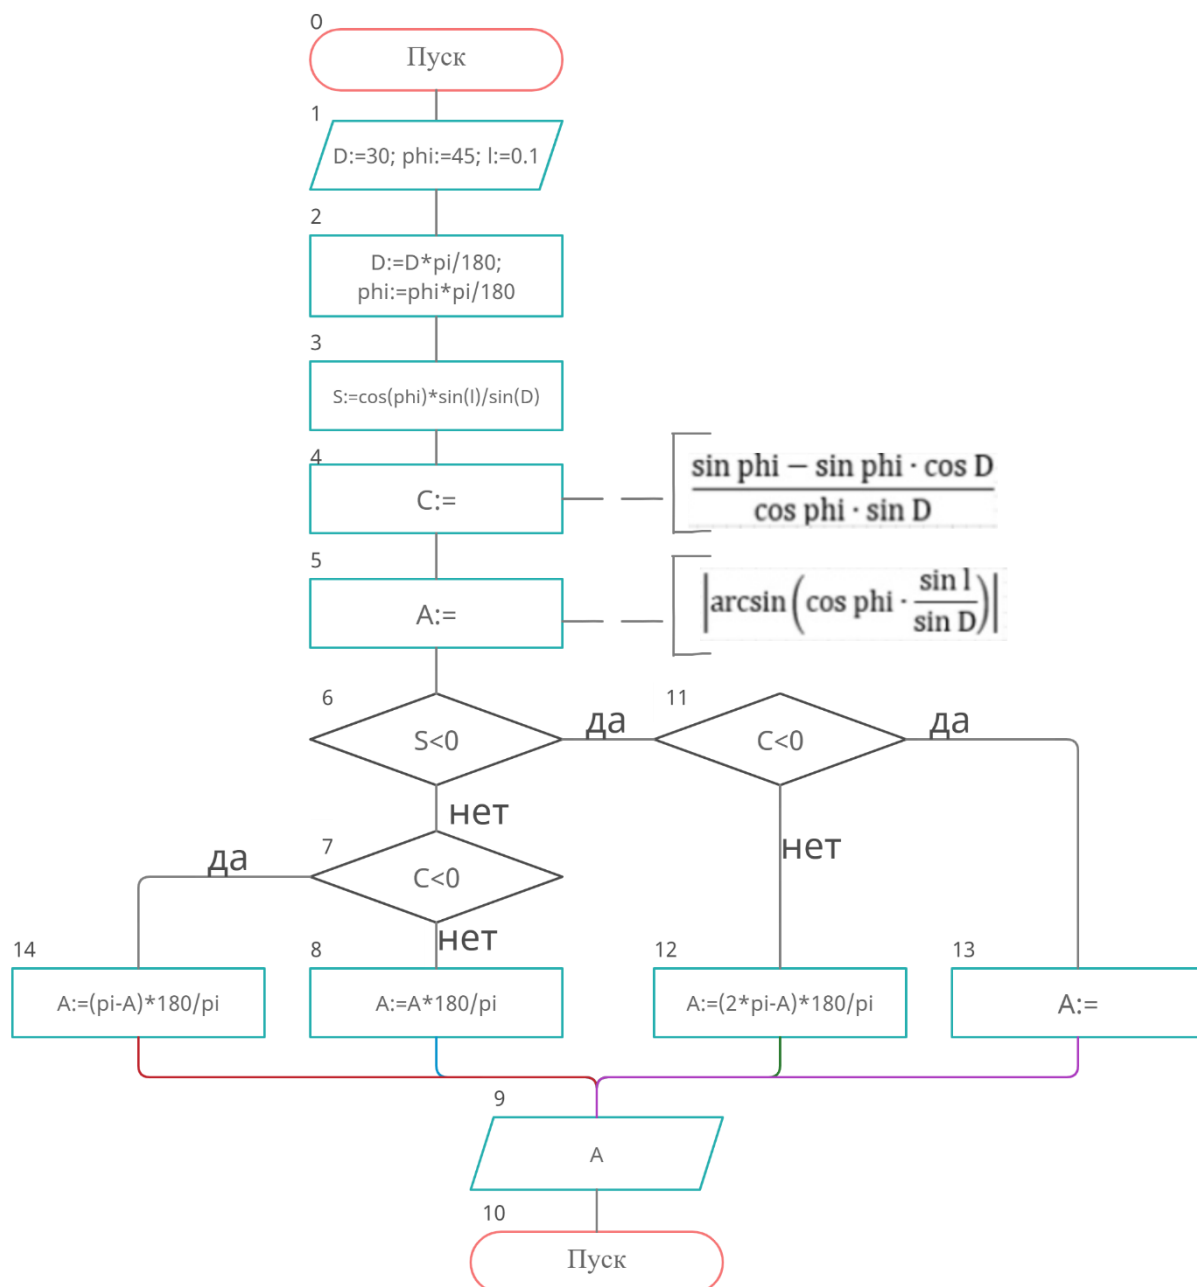 0
Пуск
1
D:=30; phi:=45; l:=0.1
2
D:=D*pi/180;
phi:=phi*pi/180
3
S:=cos(phi)*sin(l)/sin(D)
4
C:=
sin phi − sin phi · cos D
cos phi · sin D
5
A:=
|arcsin (cos phi · sin l / sin D)|
6
S<0
да
11
C<0
да
нет
7
C<0
да
нет
нет
14
A:=(pi-A)*180/pi
8
A:=A*180/pi
12
A:=(2*pi-A)*180/pi
13
A:=
9
A
10
Пуск